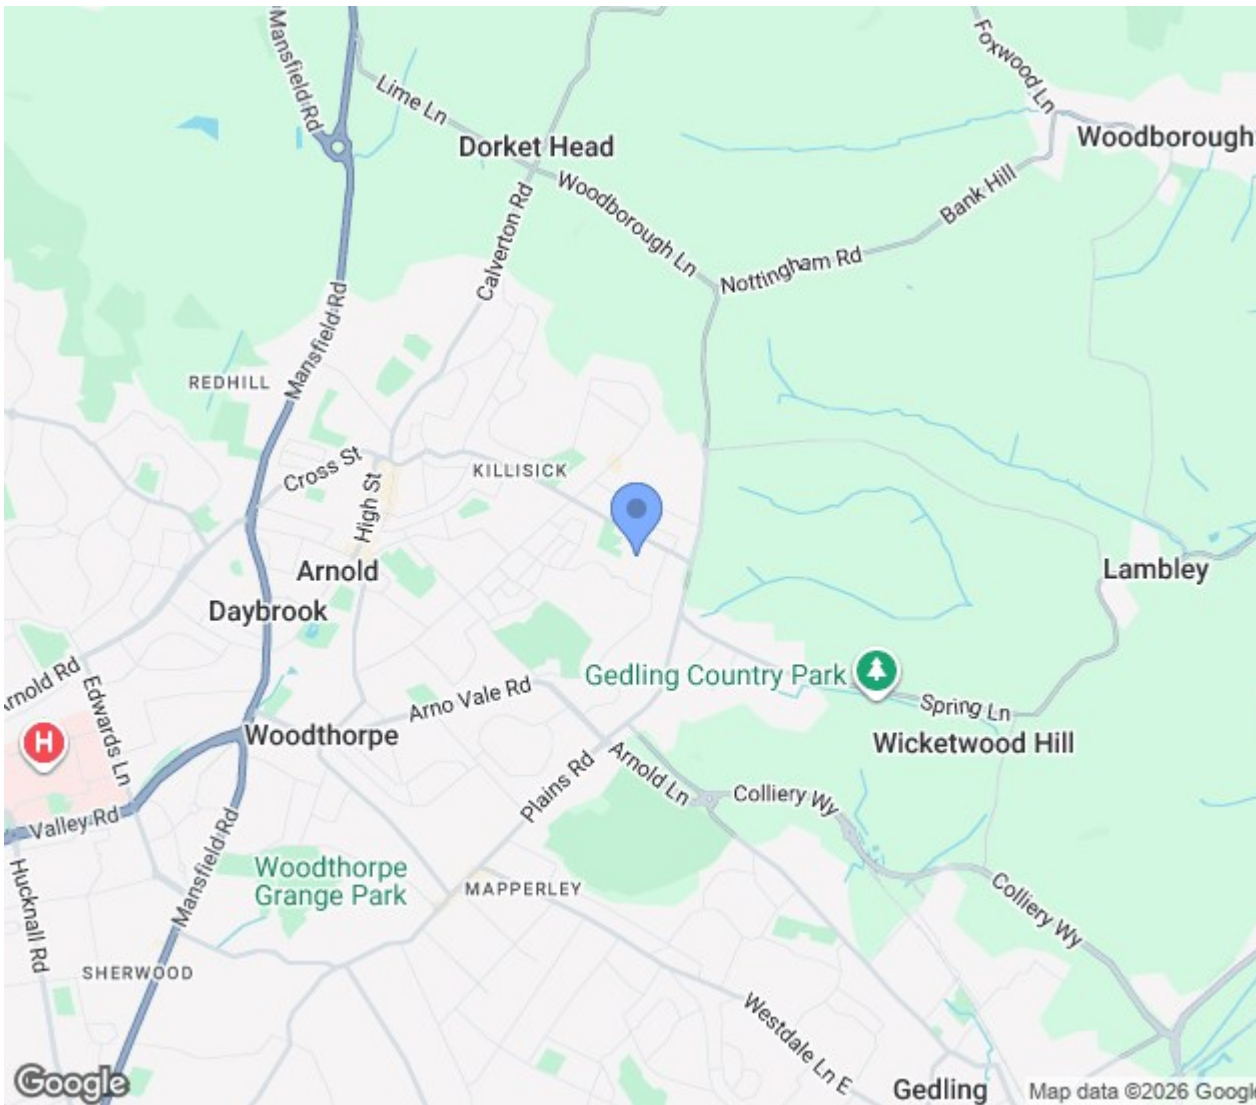 Mansfield Rd
Lime Ln
Foxwood Ln
Dorket Head
Woodborough
Woodborough Ln
Bank Hill
Calverton Rd
Nottingham Rd
Mansfield Rd
REDHILL
Cross St
KILLISICK
High St
Arnold
Lambley
Daybrook
Arnold Rd
Gedling Country Park
Edwards Ln
Arno Vale Rd
Spring Ln
H
Woodthorpe
Wicketwood Hill
Plains Rd
Arnold Ln
Colliery Wy
Valley Rd
Mansfield Rd
Woodthorpe
Grange Park
MAPPERLEY
Hucknall Rd
Colliery Wy
SHERWOOD
Westdale Ln E
Google
Gedling
Map data ©2026 Google